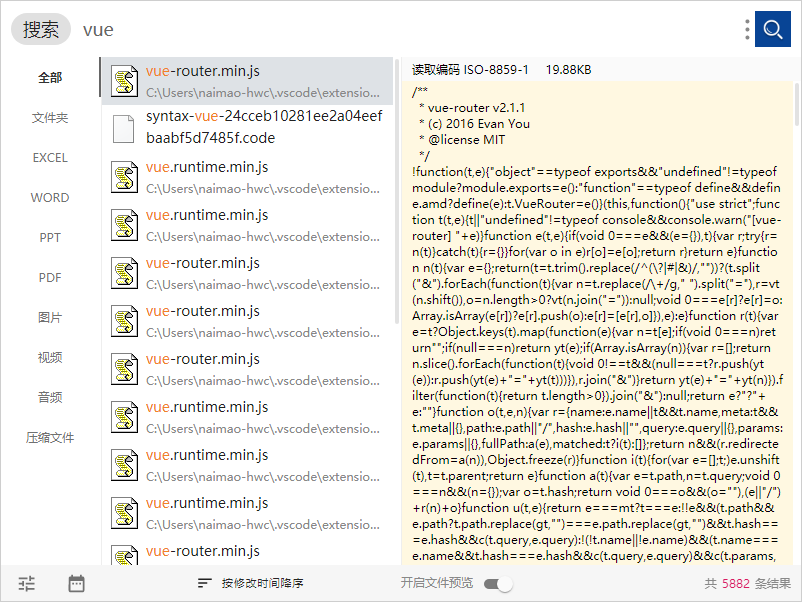 搜索 vue
全部
文件夹
EXCEL
WORD
PPT
PDF
图片
视频
音频
压缩文件
vue-router.min.js
C:\Users\naimao-hwc\.vscode\extensio...
syntax-vue-24cceb10281ee2a04eef
baabf5d7485f.code
vue.runtime.min.js
C:\Users\naimao-hwc\.vscode\extensio...
vue.runtime.min.js
C:\Users\naimao-hwc\.vscode\extensio...
vue-router.min.js
C:\Users\naimao-hwc\.vscode\extensio...
vue-router.min.js
C:\Users\naimao-hwc\.vscode\extensio...
vue-router.min.js
C:\Users\naimao-hwc\.vscode\extensio...
vue.runtime.min.js
C:\Users\naimao-hwc\.vscode\extensio...
vue.runtime.min.js
C:\Users\naimao-hwc\.vscode\extensio...
vue.runtime.min.js
C:\Users\naimao-hwc\.vscode\extensio...
vue-router.min.js
读取编码 ISO-8859-1 19.88KB
/**
* vue-router v2.1.1
* (c) 2016 Evan You
* @license MIT
*/
!function(t,e){"object"==typeof exports&&"undefined"!=typeof
module?module.exports=e():"function"==typeof define&&defin
e.amd?define(e):t.VueRouter=e()}(this,function(){"use strict";func
tion t(t,e){t||"undefined"!=typeof console&&console.warn("[vue-
router] "+e)}function e(t,e){if(void 0===e&&(e={}),t){var r;try{r=
n(t)}catch(t){r={}}for(var o in e)r[o]=e[o];return r}return e}functio
n n(t){var e={};return(t=t.trim().replace(/^(\?|#|&)/,""))?(t.split
("&").forEach(function(t){var n=t.replace(/\+/g," ").split("="),r=vt
(n.shift()),o=n.length>0?vt(n.join("=")):null;void 0===e[r]?e[r]=o:
Array.isArray(e[r])?e[r].push(o):e[r]=[e[r],o]}),e):e}function r(t){var
e=t?Object.keys(t).map(function(e){var n=t[e];if(void 0===n)re
turn"";if(null===n)return yt(e);if(Array.isArray(n)){var r=[];return
n.slice().forEach(function(t){void 0!==t&&(null===t?r.push(yt
(e)):r.push(yt(e)+"="+yt(t)))}),r.join("&")}return yt(e)+"="+yt(n)}).f
ilter(function(t){return t.length>0}).join("&"):null;return e?"?"+
e:""}function o(t,e,n){var r={name:e.name||t&&t.name,meta:t&&
t.meta||{},path:e.path||"/",hash:e.hash||"",query:e.query||{},params:
e.params||{},fullPath:a(e),matched:t?i(t):[]};return n&&(r.redirecte
dFrom=a(n)),Object.freeze(r)}function i(t){for(var e=[];t;)e.unshift
(t),t=t.parent;return e}function a(t){var e=t.path,n=t.query;void 0
===n&&(n={});var o=t.hash;return void 0===o&&(o=""),(e||"/")
+r(n)+o}function u(t,e){return e===mt?t===e:!!e&&(t.path&&
e.path?t.path.replace(gt,"")===e.path.replace(gt,"")&&t.hash==
=e.hash&&c(t.query,e.query):!(!t.name||!e.name)&&(t.name===
e.name&&t.hash===e.hash&&c(t.query,e.query)&&c(t.params,
按修改时间降序
开启文件预览
共 5882 条结果